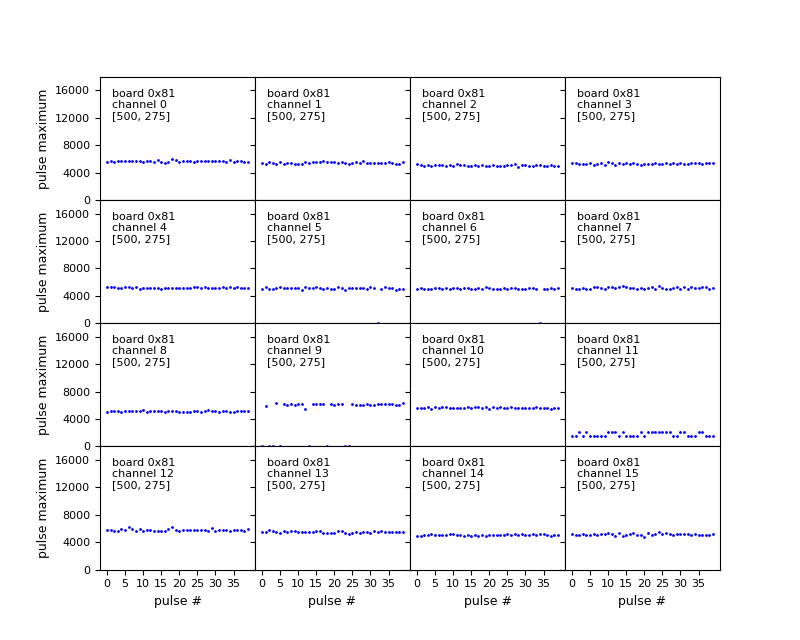 pulse maximum
16000
12000
8000
4000
0
board 0x81
channel 0
[500, 275]
board 0x81
channel 1
[500, 275]
board 0x81
channel 2
[500, 275]
board 0x81
channel 3
[500, 275]
pulse maximum
16000
12000
8000
4000
0
board 0x81
channel 4
[500, 275]
board 0x81
channel 5
[500, 275]
board 0x81
channel 6
[500, 275]
board 0x81
channel 7
[500, 275]
pulse maximum
16000
12000
8000
4000
0
board 0x81
channel 8
[500, 275]
board 0x81
channel 9
[500, 275]
board 0x81
channel 10
[500, 275]
board 0x81
channel 11
[500, 275]
pulse maximum
16000
12000
8000
4000
0
board 0x81
channel 12
[500, 275]
board 0x81
channel 13
[500, 275]
board 0x81
channel 14
[500, 275]
board 0x81
channel 15
[500, 275]
0 5 10 15 20 25 30 35
0 5 10 15 20 25 30 35
0 5 10 15 20 25 30 35
0 5 10 15 20 25 30 35
pulse #
pulse #
pulse #
pulse #